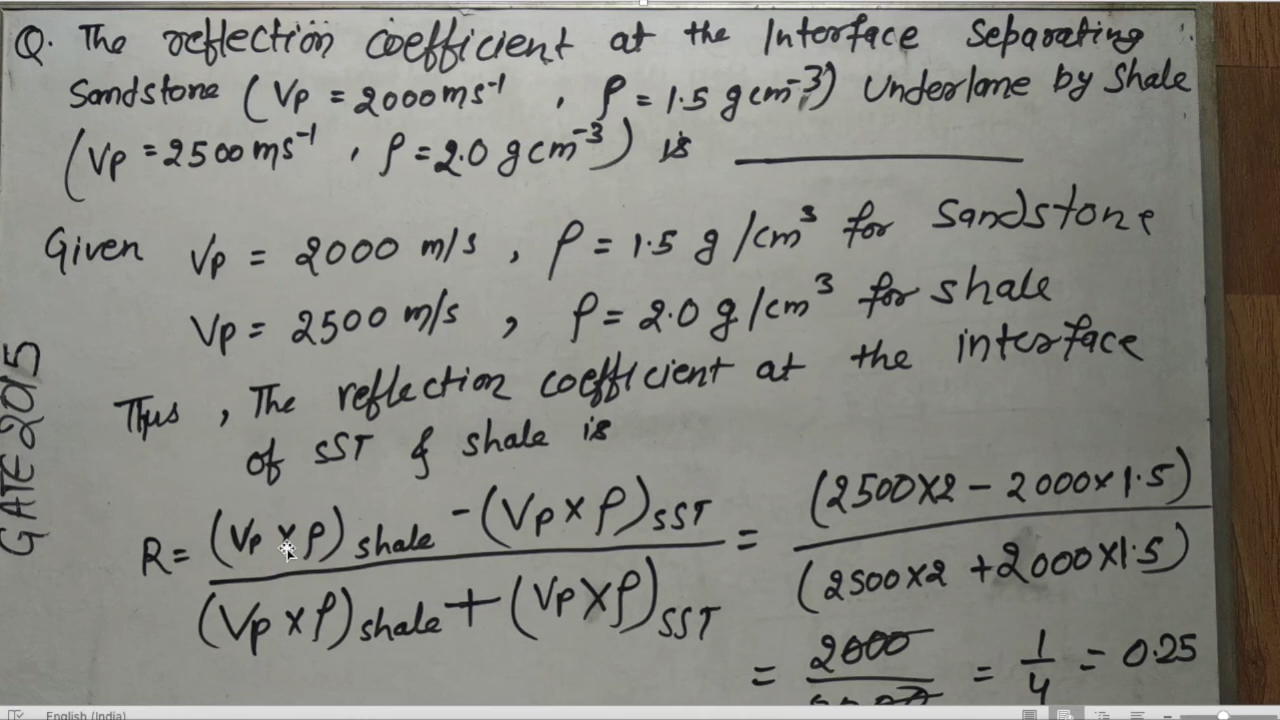 Q. The reflection coefficient at the Interface Separating
Sandstone (Vp = 2000 ms⁻¹ , ρ = 1.5 g cm⁻³) Underlane by Shale
(Vp = 2500 ms⁻¹ , ρ = 2.0 g cm⁻³) is ________
Given Vp = 2000 m/s , ρ = 1.5 g /cm³ for Sandstone
Vp = 2500 m/s , ρ = 2.0 g/cm³ for shale
Thus , The reflection coefficient at the interface
of SST & shale is
R = (Vp × ρ) shale - (Vp × ρ) SST / (Vp × ρ) shale + (Vp × ρ) SST = (2500×2 - 2000×1.5) / (2500×2 + 2000×1.5)
= 2000 / = 1/4 = 0.25
GATE 2015
English (India)